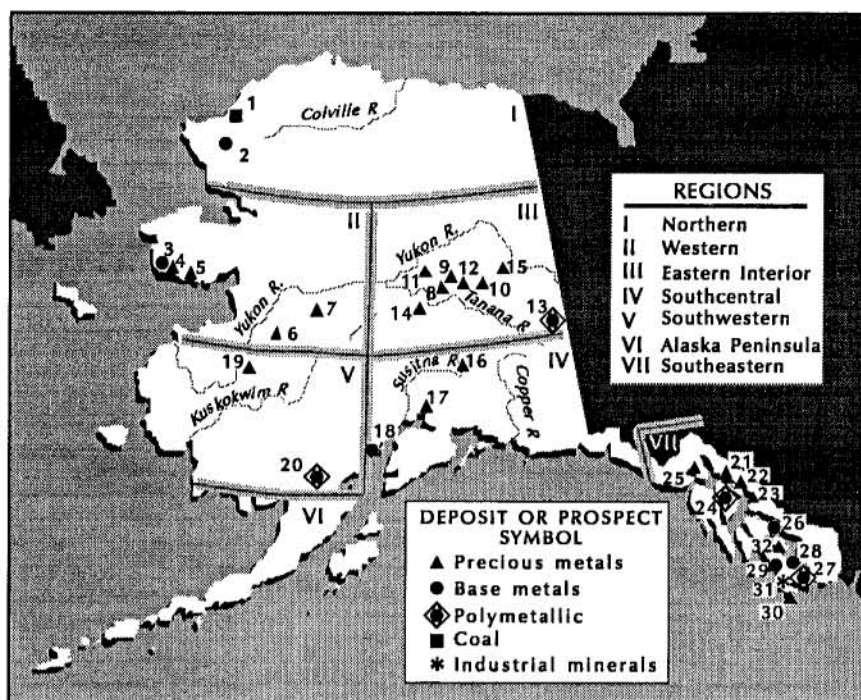 1
Colville R
I
2
REGIONS
I Northern
II Western
III Eastern Interior
IV Southcentral
V Southwestern
VI Alaska Peninsula
VII Southeastern
II
III
3
4
5
Yukon R.
9
12
15
11
8
10
Yukon R.
7
14
Tanana R
13
6
19
V
Susitna R
16
IV
Kuskokwim R
17
Copper R
18
VII
20
21
22
25
23
24
VI
DEPOSIT OR PROSPECT
SYMBOL
Precious metals
Base metals
Polymetallic
Coal
Industrial minerals
26
32
28
29
27
31
30